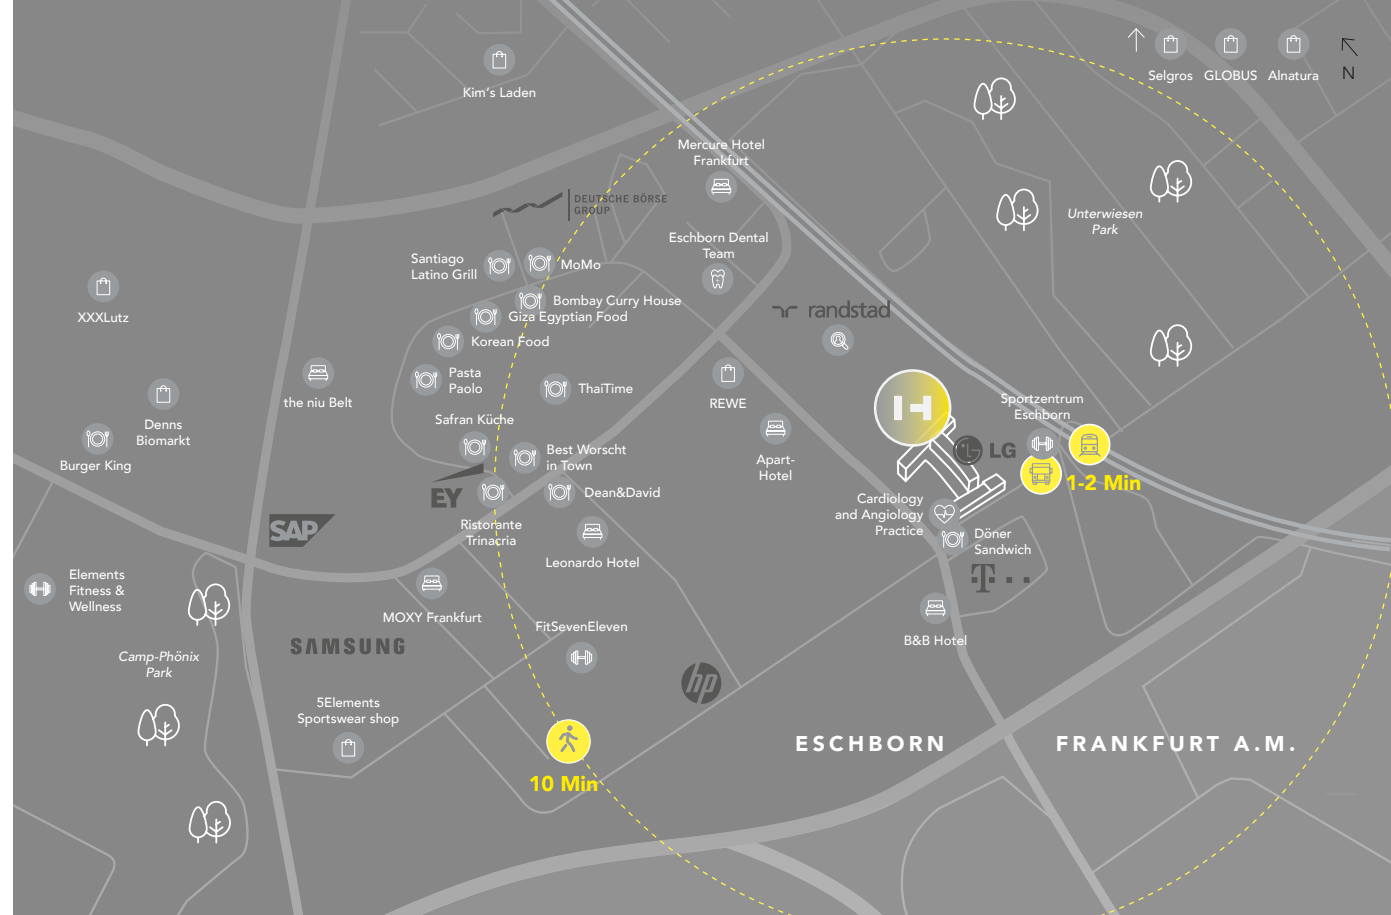 Selgros
GLOBUS
Alnatura
N
Kim's Laden
Mercure Hotel
Frankfurt
DEUTSCHE BÖRSE
GROUP
Unterwiesen
Park
Eschborn Dental
Team
Santiago
Latino Grill
MoMo
Bombay Curry House
Giza Egyptian Food
Korean Food
XXXLutz
randstad
Pasta
Paolo
ThaiTime
the niu Belt
REWE
Sportzentrum
Eschborn
Denns
Biomarkt
Safran Küche
Burger King
Best Worscht
in Town
Apart-
Hotel
LG
1-2 Min
EY
Dean&David
Cardiology
and Angiology
Practice
SAP
Ristorante
Trinacria
Döner
Sandwich
Leonardo Hotel
T
Elements
Fitness &
Wellness
MOXY Frankfurt
FitSevenEleven
B&B Hotel
SAMSUNG
Camp-Phönix
Park
hp
5Elements
Sportswear shop
ESCHBORN
FRANKFURT A.M.
10 Min